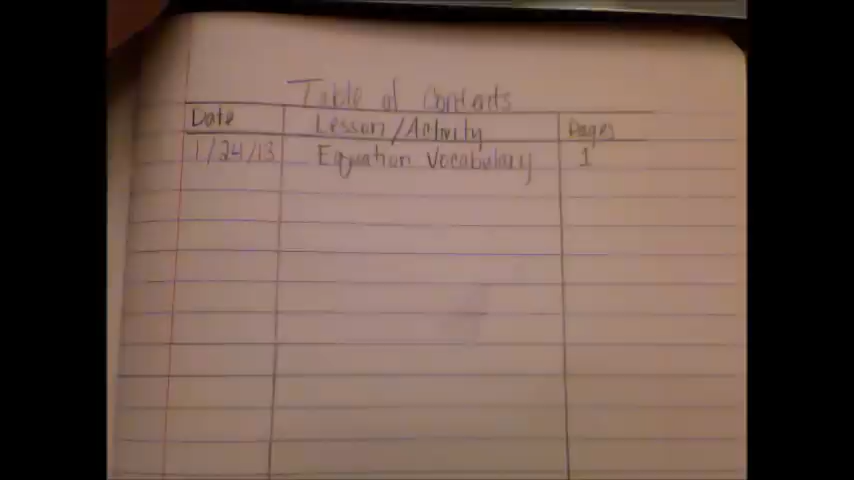 Table of Contents
Date Lesson/Activity Pages
1/24/13 Equation Vocabulary 1